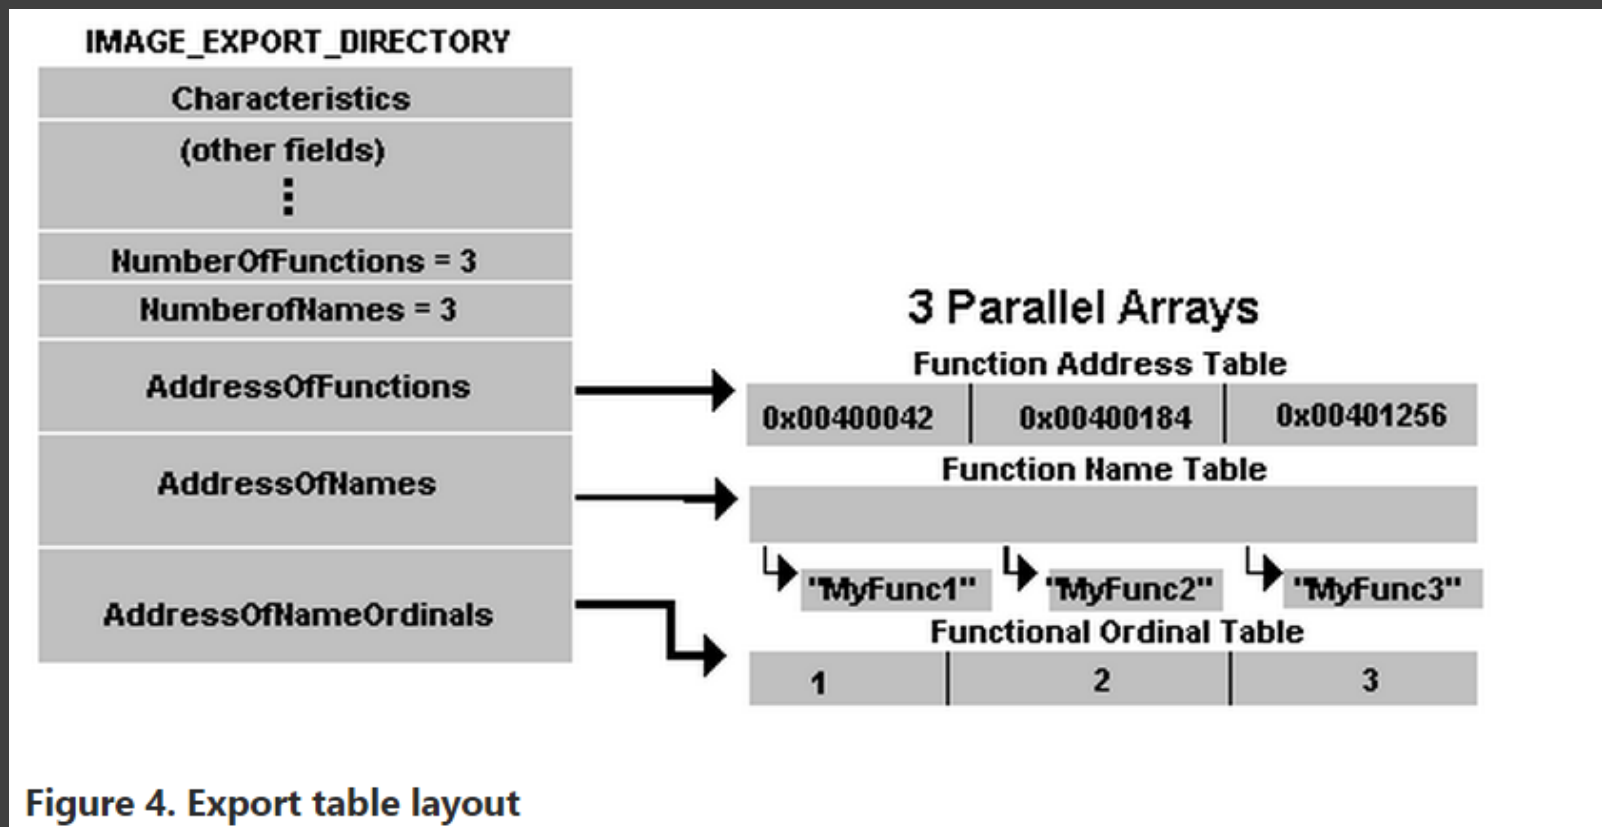 IMAGE_EXPORT_DIRECTORY
Characteristics
(other fields)
NumberOfFunctions = 3
NumberofNames = 3
AddressOfFunctions
AddressOfNames
AddressOfNameOrdinals
3 Parallel Arrays
Function Address Table
0x00400042 0x00400184 0x00401256
Function Name Table
"MyFunc1" "MyFunc2" "MyFunc3"
Functional Ordinal Table
1 2 3
Figure 4. Export table layout